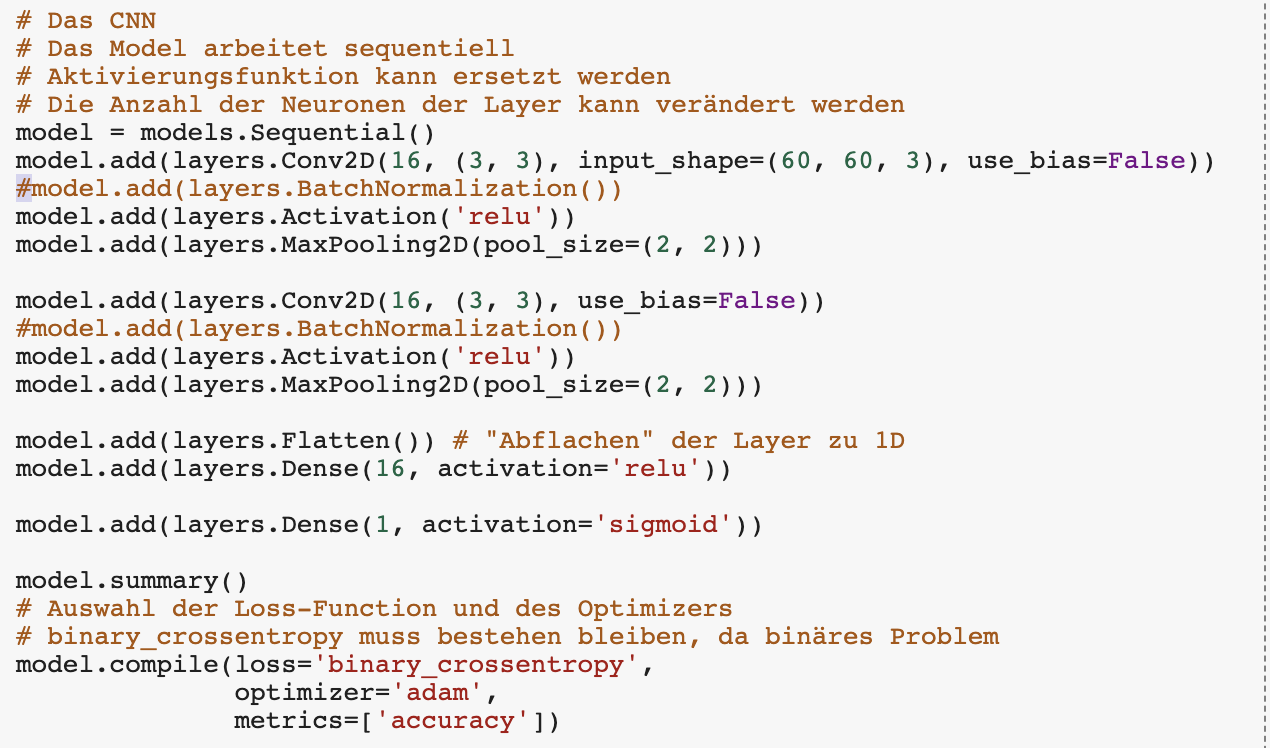 # Das CNN
# Das Model arbeitet sequentiell
# Aktivierungsfunktion kann ersetzt werden
# Die Anzahl der Neuronen der Layer kann verändert werden
model = models.Sequential()
model.add(layers.Conv2D(16, (3, 3), input_shape=(60, 60, 3), use_bias=False))
#model.add(layers.BatchNormalization())
model.add(layers.Activation('relu'))
model.add(layers.MaxPooling2D(pool_size=(2, 2)))

model.add(layers.Conv2D(16, (3, 3), use_bias=False))
#model.add(layers.BatchNormalization())
model.add(layers.Activation('relu'))
model.add(layers.MaxPooling2D(pool_size=(2, 2)))

model.add(layers.Flatten()) # "Abflachen" der Layer zu 1D
model.add(layers.Dense(16, activation='relu'))

model.add(layers.Dense(1, activation='sigmoid'))

model.summary()
# Auswahl der Loss-Function und des Optimizers
# binary_crossentropy muss bestehen bleiben, da binäres Problem
model.compile(loss='binary_crossentropy',
              optimizer='adam',
              metrics=['accuracy'])